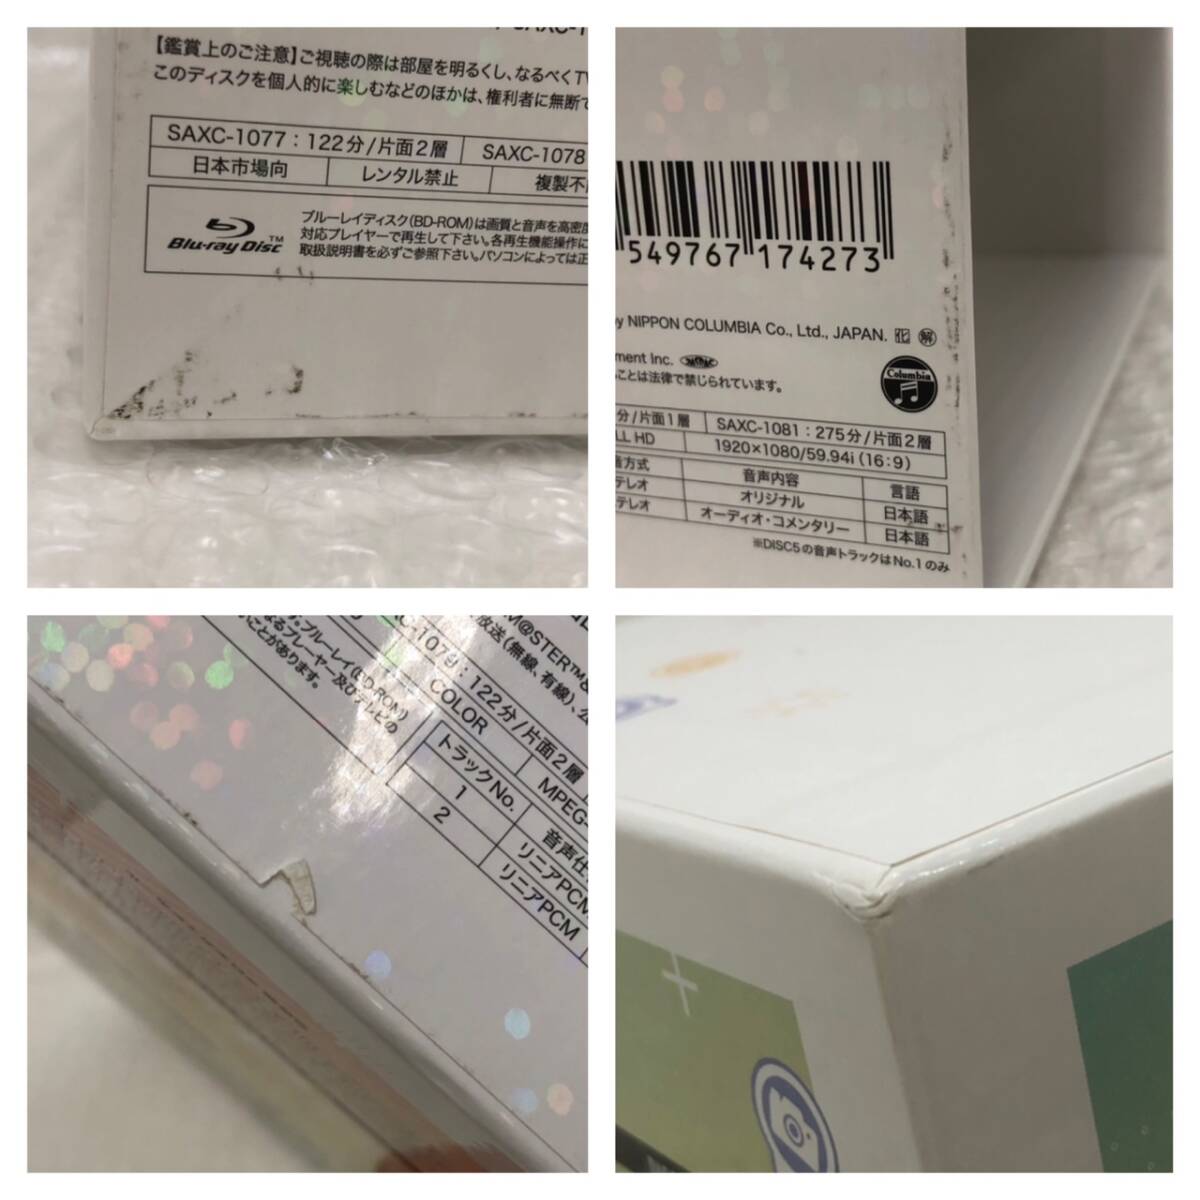 【鑑賞上のご注意】ご視聴の際は部屋を明るくし、なるべくTV
このディスクを個人的に楽しむなどのほかは、権利者に無断で
SAXC-1077：122分/片面2層 SAXC-1078
日本市場向 レンタル禁止 複製不
Blu-ray Disc™
ブルーレイディスク(BD-ROM)は画質と音声を高密度
対応プレイヤーで再生して下さい。各再生機能操作に
取扱説明書を必ずご参照下さい。パソコンによっては正
549767 174273
by NIPPON COLUMBIA Co., Ltd., JAPAN.
ment Inc.
ことは法律で禁じられています。
Columbia
分/片面1層 SAXC-1081：275分/片面2層
LL HD 1920×1080/59.94i (16:9)
方式 音声内容 言語
テレオ オリジナル 日本語
テレオ オーディオ・コメンタリー 日本語
※DISC5の音声トラックはNo.1のみ
M@STER™&
放送(無線、有線)、公
C-1079：122分/片面2層
・ブルーレイ(BD-ROM)
よるプレーヤー及びテレビの
いことがあります。
COLOR MPEG-
トラックNo. 音声仕
1 リニアPCM
2 リニアPCM